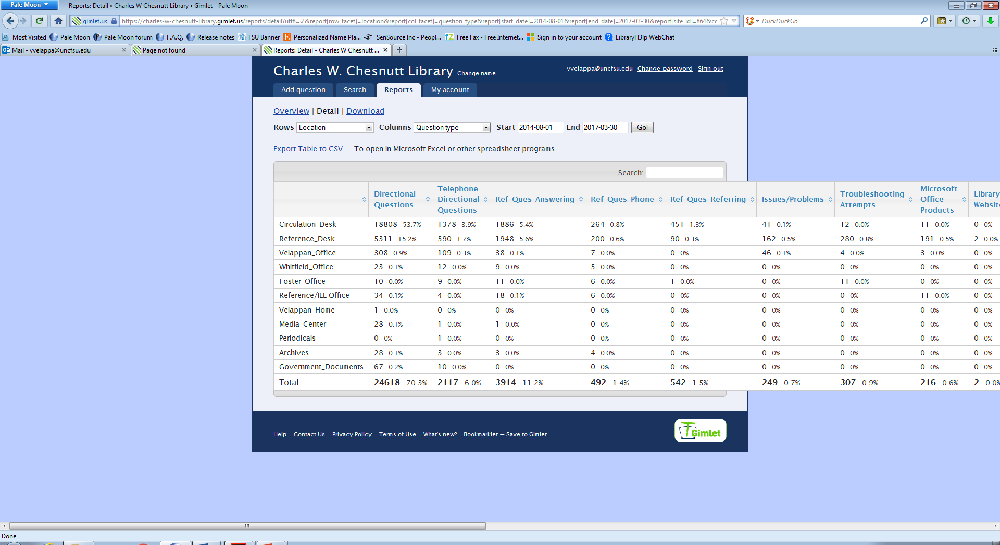 Pale Moon
Reports: Detail • Charles W Chesnutt Library • Gimlet - Pale Moon
gimlet.us
https://charles-w-chesnutt-library.gimlet.us/reports/detail?utf8=✓&report[row_facet]=location&report[col_facet]=question_type&report[start_date]=2014-08-01&report[end_date]=2017-03-30&report[site_id]=864&cc
DuckDuckGo
Most Visited Pale Moon Pale Moon forum F.A.Q. Release notes FSU Banner Personalized Name Pla... SenSource Inc - Peopl... Free Fax • Free Internet... Sign in to your account LibraryH3lp WebChat
Mail - vvelappa@uncfsu.edu Page not found Reports: Detail • Charles W Chesnutt ...
Charles W. Chesnutt Library Change name
vvelappa@uncfsu.edu Change password Sign out
Add question Search Reports My account
Overview | Detail | Download
Rows Location Columns Question type Start 2014-08-01 End 2017-03-30 Go!
Export Table to CSV — To open in Microsoft Excel or other spreadsheet programs.
Search:
Directional Questions Telephone Directional Questions Ref_Ques_Answering Ref_Ques_Phone Ref_Ques_Referring Issues/Problems Troubleshooting Attempts Microsoft Office Products Library
Circulation_Desk 18808 53.7% 1378 3.9% 1886 5.4% 264 0.8% 451 1.3% 41 0.1% 12 0.0% 11 0.0% 0 0%
Reference_Desk 5311 15.2% 590 1.7% 1948 5.6% 200 0.6% 90 0.3% 162 0.5% 280 0.8% 191 0.5% 2 0.0%
Velappan_Office 308 0.9% 109 0.3% 38 0.1% 7 0.0% 0 0% 46 0.1% 4 0.0% 3 0.0% 0 0%
Whitfield_Office 23 0.1% 12 0.0% 9 0.0% 5 0.0% 0 0% 0 0% 0 0% 0 0% 0 0%
Foster_Office 10 0.0% 9 0.0% 11 0.0% 6 0.0% 1 0.0% 0 0% 11 0.0% 0 0% 0 0%
Reference/ILL Office 34 0.1% 4 0.0% 18 0.1% 6 0.0% 0 0% 0 0% 0 0% 11 0.0% 0 0%
Velappan_Home 1 0.0% 0 0% 0 0% 0 0% 0 0% 0 0% 0 0% 0 0% 0 0%
Media_Center 28 0.1% 1 0.0% 1 0.0% 0 0% 0 0% 0 0% 0 0% 0 0% 0 0%
Periodicals 0 0% 1 0.0% 0 0% 0 0% 0 0% 0 0% 0 0% 0 0% 0 0%
Archives 28 0.1% 3 0.0% 3 0.0% 4 0.0% 0 0% 0 0% 0 0% 0 0% 0 0%
Government_Documents 67 0.2% 10 0.0% 0 0% 0 0% 0 0% 0 0% 0 0% 0 0% 0 0%
Total 24618 70.3% 2117 6.0% 3914 11.2% 492 1.4% 542 1.5% 249 0.7% 307 0.9% 216 0.6% 2 0.0%
Help Contact Us Privacy Policy Terms of Use What's new? Bookmarklet → Save to Gimlet
Gimlet
Done